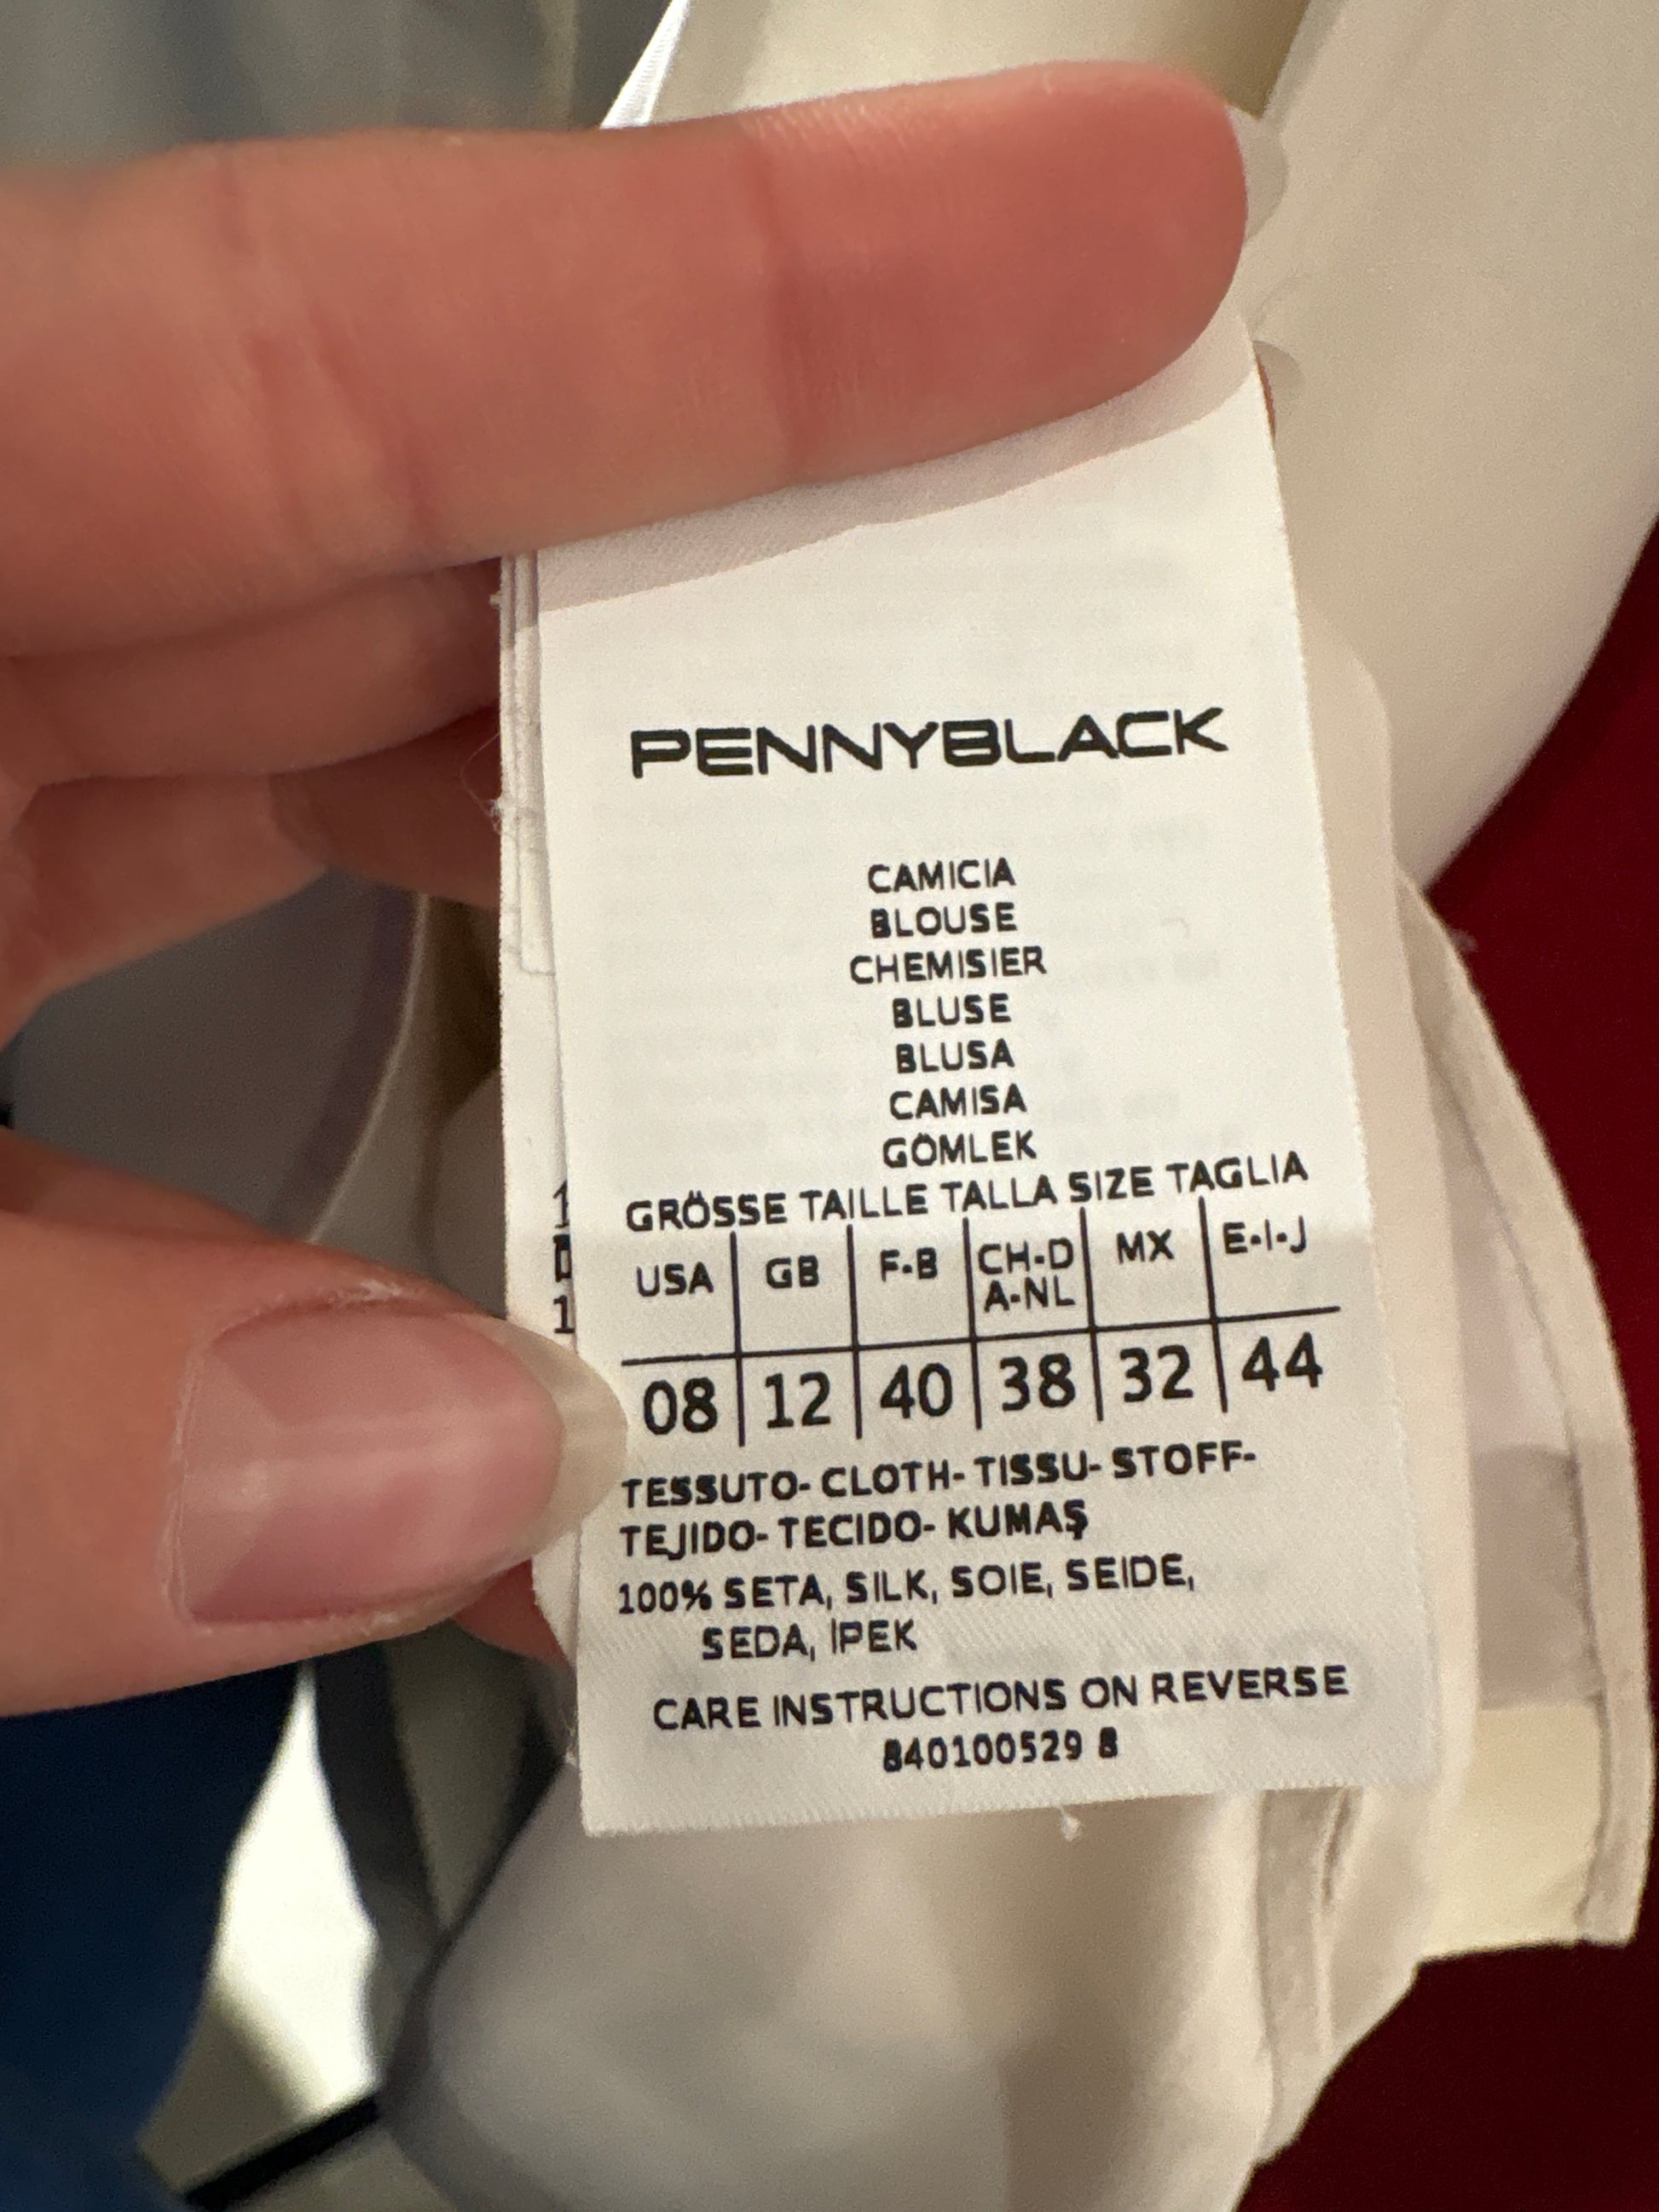 PENNYBLACK
CAMICIA
BLOUSE
CHEMISIER
BLUSE
BLUSA
CAMISA
GÖMLEK
GRÖSSE TAILLE TALLA SIZE TAGLIA
USA GB F-B CH-D A-NL MX E-I-J
08 12 40 38 32 44
TESSUTO- CLOTH- TISSU- STOFF-
TEJIDO- TECIDO- KUMAŞ
100% SETA, SILK, SOIE, SEIDE,
SEDA, İPEK
CARE INSTRUCTIONS ON REVERSE
840100529 8